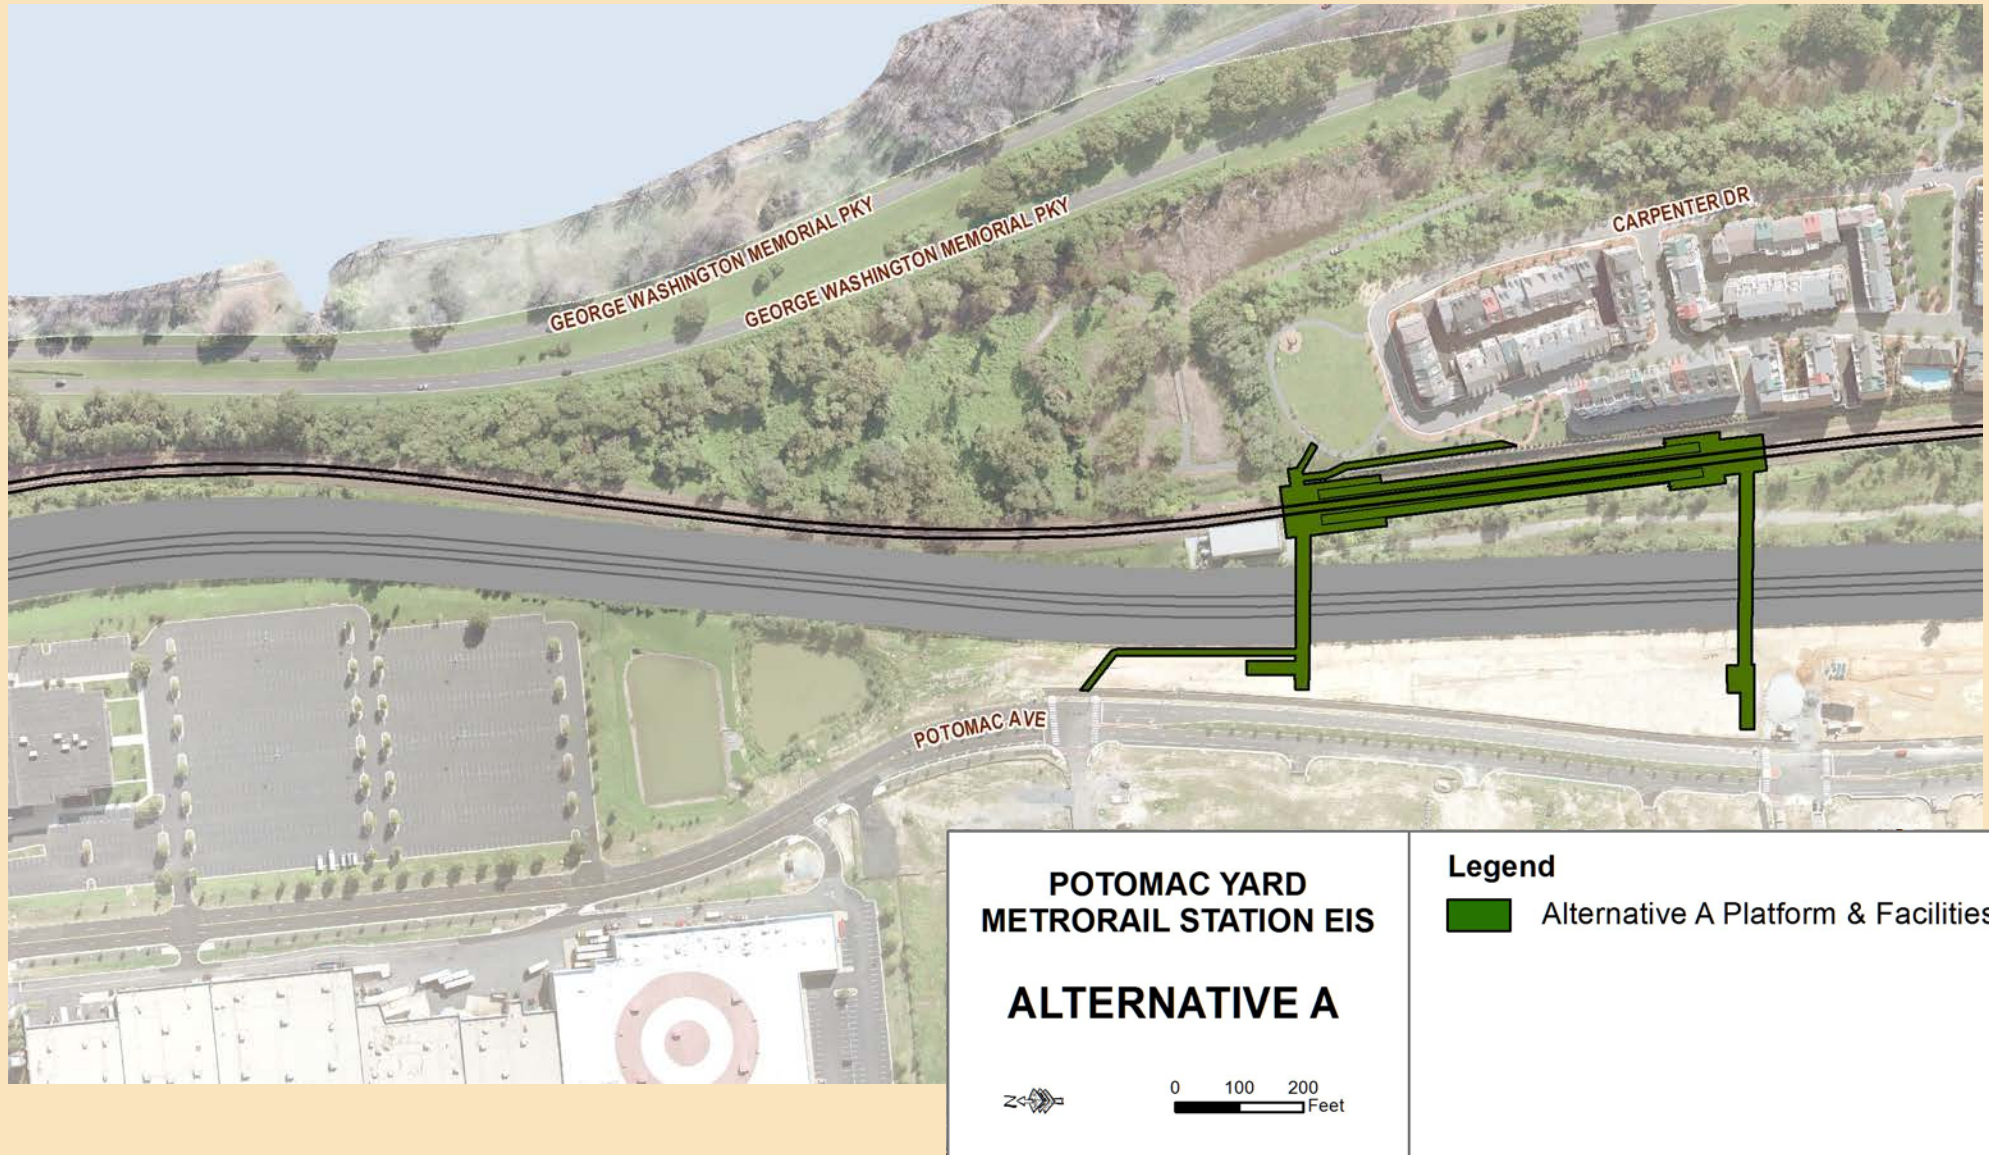 GEORGE WASHINGTON MEMORIAL PKY
GEORGE WASHINGTON MEMORIAL PKY
CARPENTER DR
POTOMAC AVE
POTOMAC YARD
METRORAIL STATION EIS
ALTERNATIVE A
N
0 100 200
Feet
Legend
Alternative A Platform & Facilities